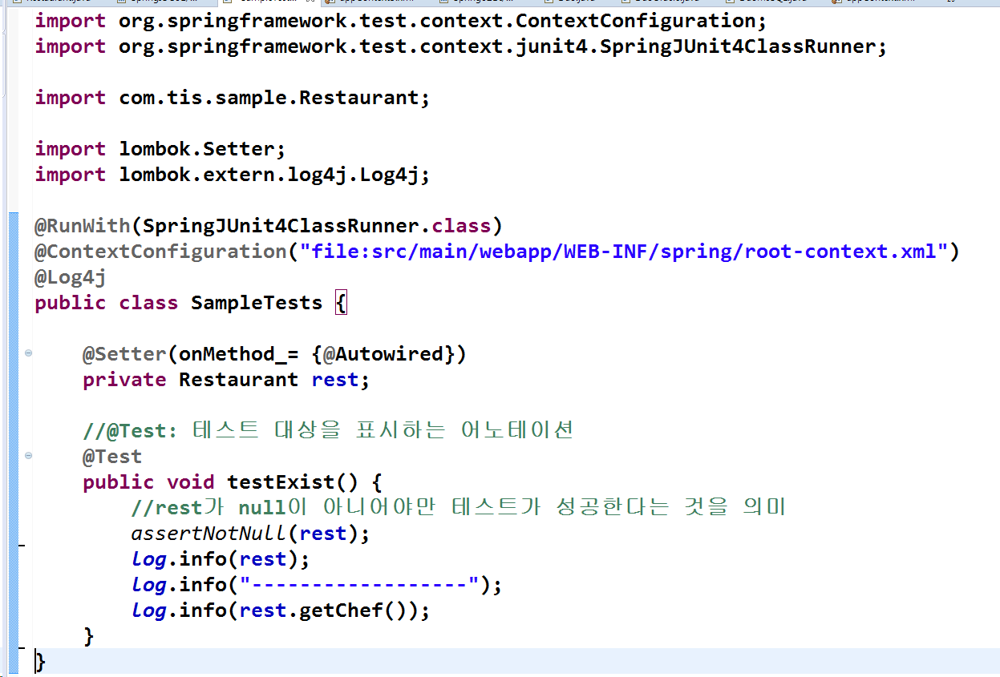 import org.springframework.test.context.ContextConfiguration;
import org.springframework.test.context.junit4.SpringJUnit4ClassRunner;
import com.tis.sample.Restaurant;
import lombok.Setter;
import lombok.extern.log4j.Log4j;
@RunWith(SpringJUnit4ClassRunner.class)
@ContextConfiguration("file:src/main/webapp/WEB-INF/spring/root-context.xml")
@Log4j
public class SampleTests {
@Setter(onMethod_= {@Autowired})
private Restaurant rest;
//@Test: 테스트 대상을 표시하는 어노테이션
@Test
public void testExist() {
//rest가 null이 아니어야만 테스트가 성공한다는 것을 의미
assertNotNull(rest);
log.info(rest);
log.info("------------------");
log.info(rest.getChef());
}
}